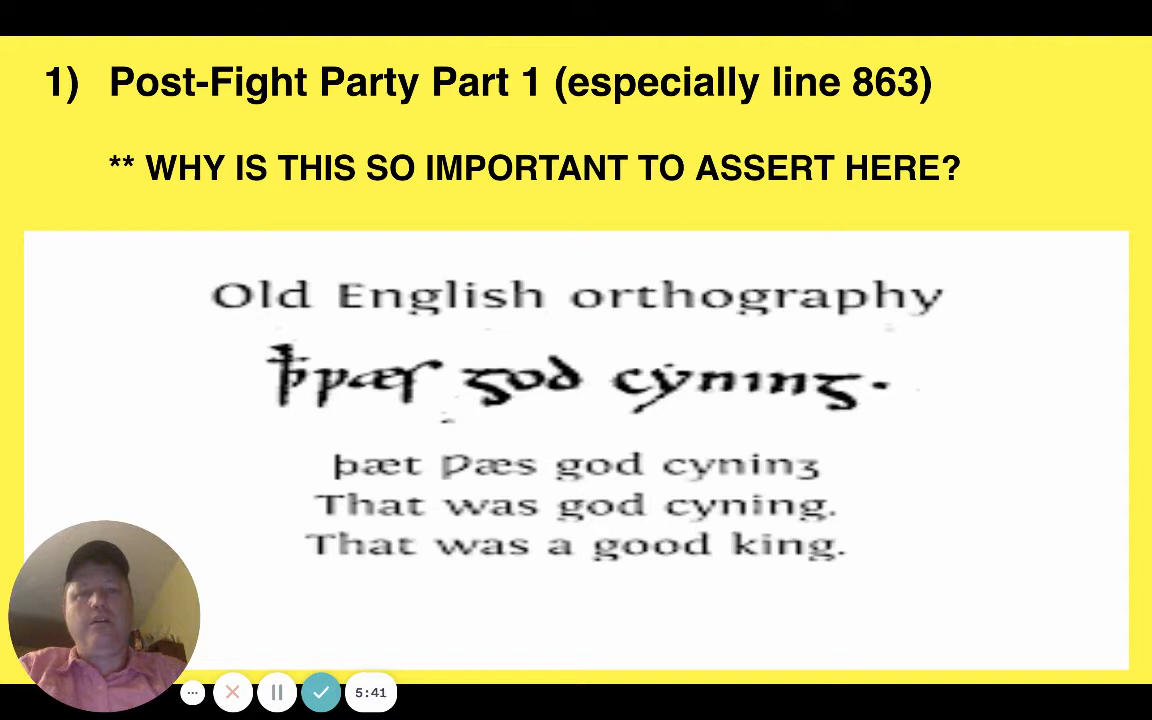 1) Post-Fight Party Part 1 (especially line 863)
** WHY IS THIS SO IMPORTANT TO ASSERT HERE?
Old English orthography
ꝥ ƿæs god cyning.
þæt Ƿæs god cyninȝ
That was god cyning.
That was a good king.
5:41